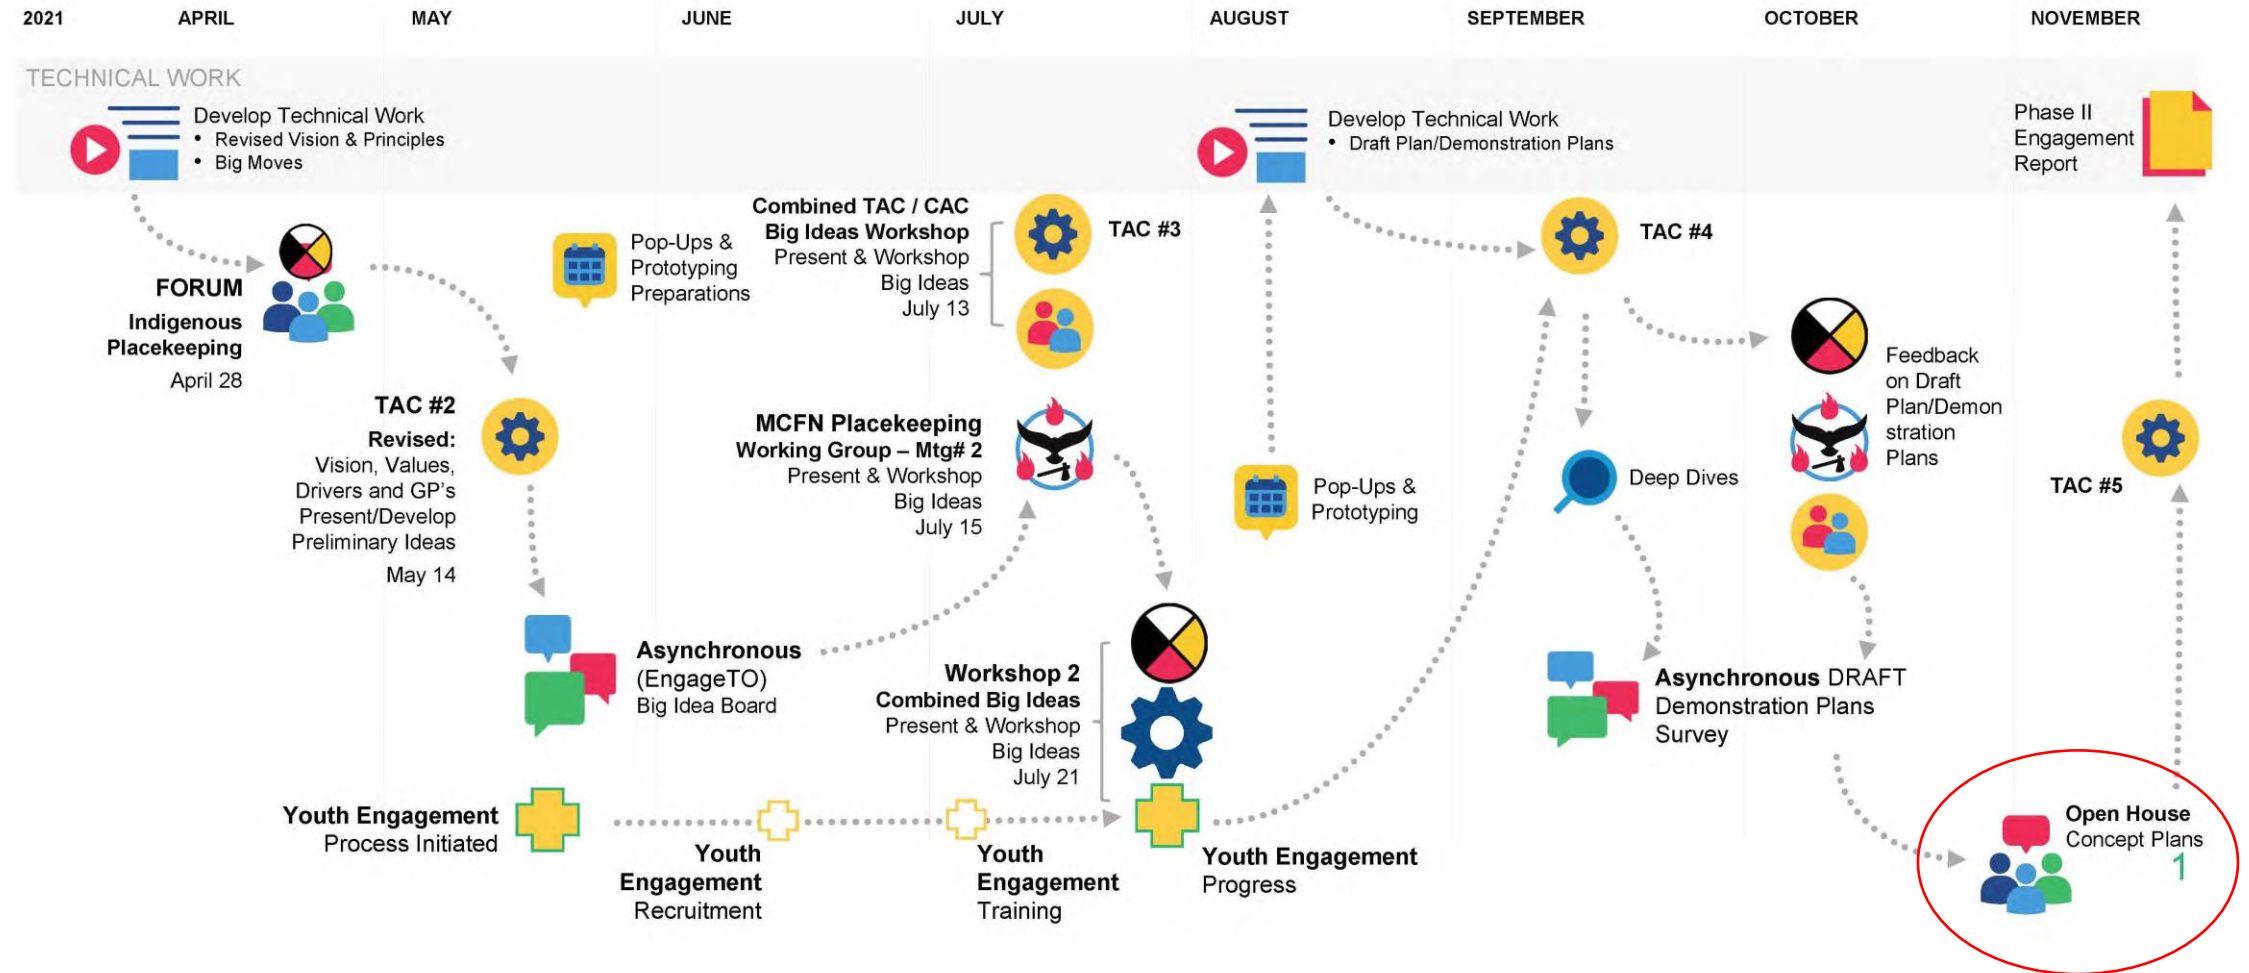 2021 APRIL MAY JUNE JULY AUGUST SEPTEMBER OCTOBER NOVEMBER
TECHNICAL WORK
Develop Technical Work
• Revised Vision & Principles
• Big Moves
Develop Technical Work
• Draft Plan/Demonstration Plans
Phase II
Engagement
Report
FORUM
Indigenous
Placekeeping
April 28
TAC #2
Revised:
Vision, Values,
Drivers and GP's
Present/Develop
Preliminary Ideas
May 14
Pop-Ups &
Prototyping
Preparations
Combined TAC / CAC
Big Ideas Workshop
Present & Workshop
Big Ideas
July 13
TAC #3
MCFN Placekeeping
Working Group – Mtg# 2
Present & Workshop
Big Ideas
July 15
Asynchronous
(EngageTO)
Big Idea Board
Workshop 2
Combined Big Ideas
Present & Workshop
Big Ideas
July 21
Youth Engagement
Process Initiated
Youth
Engagement
Recruitment
Youth
Engagement
Training
Youth Engagement
Progress
Pop-Ups &
Prototyping
TAC #4
Deep Dives
Feedback
on Draft
Plan/Demon
stration
Plans
Asynchronous DRAFT
Demonstration Plans
Survey
TAC #5
Open House
Concept Plans
1